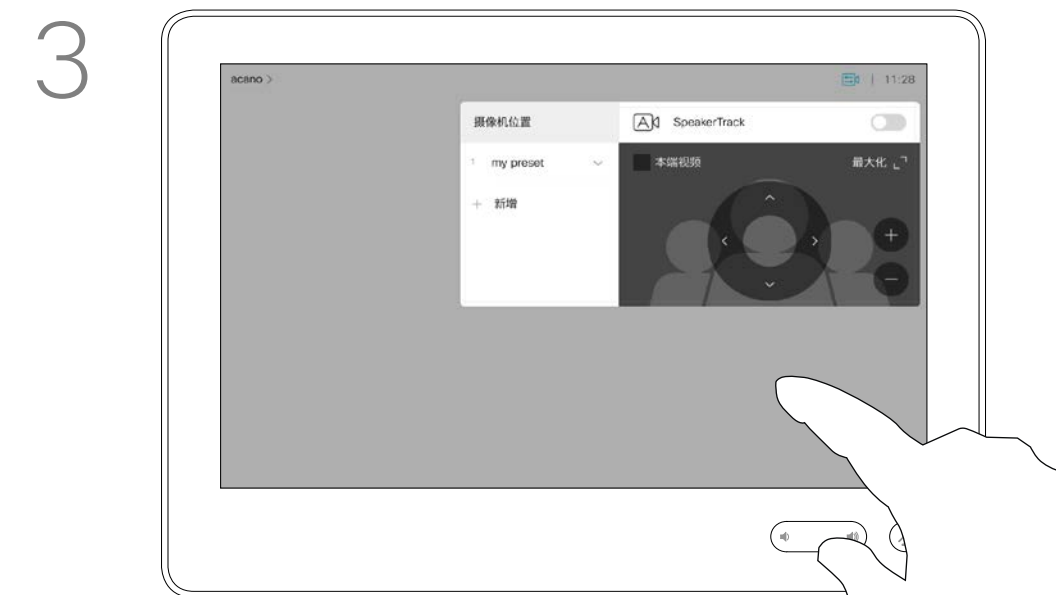 3
acano >
11:28
摄像机位置
SpeakerTrack
1 my preset
本端视频
最大化
+ 新增